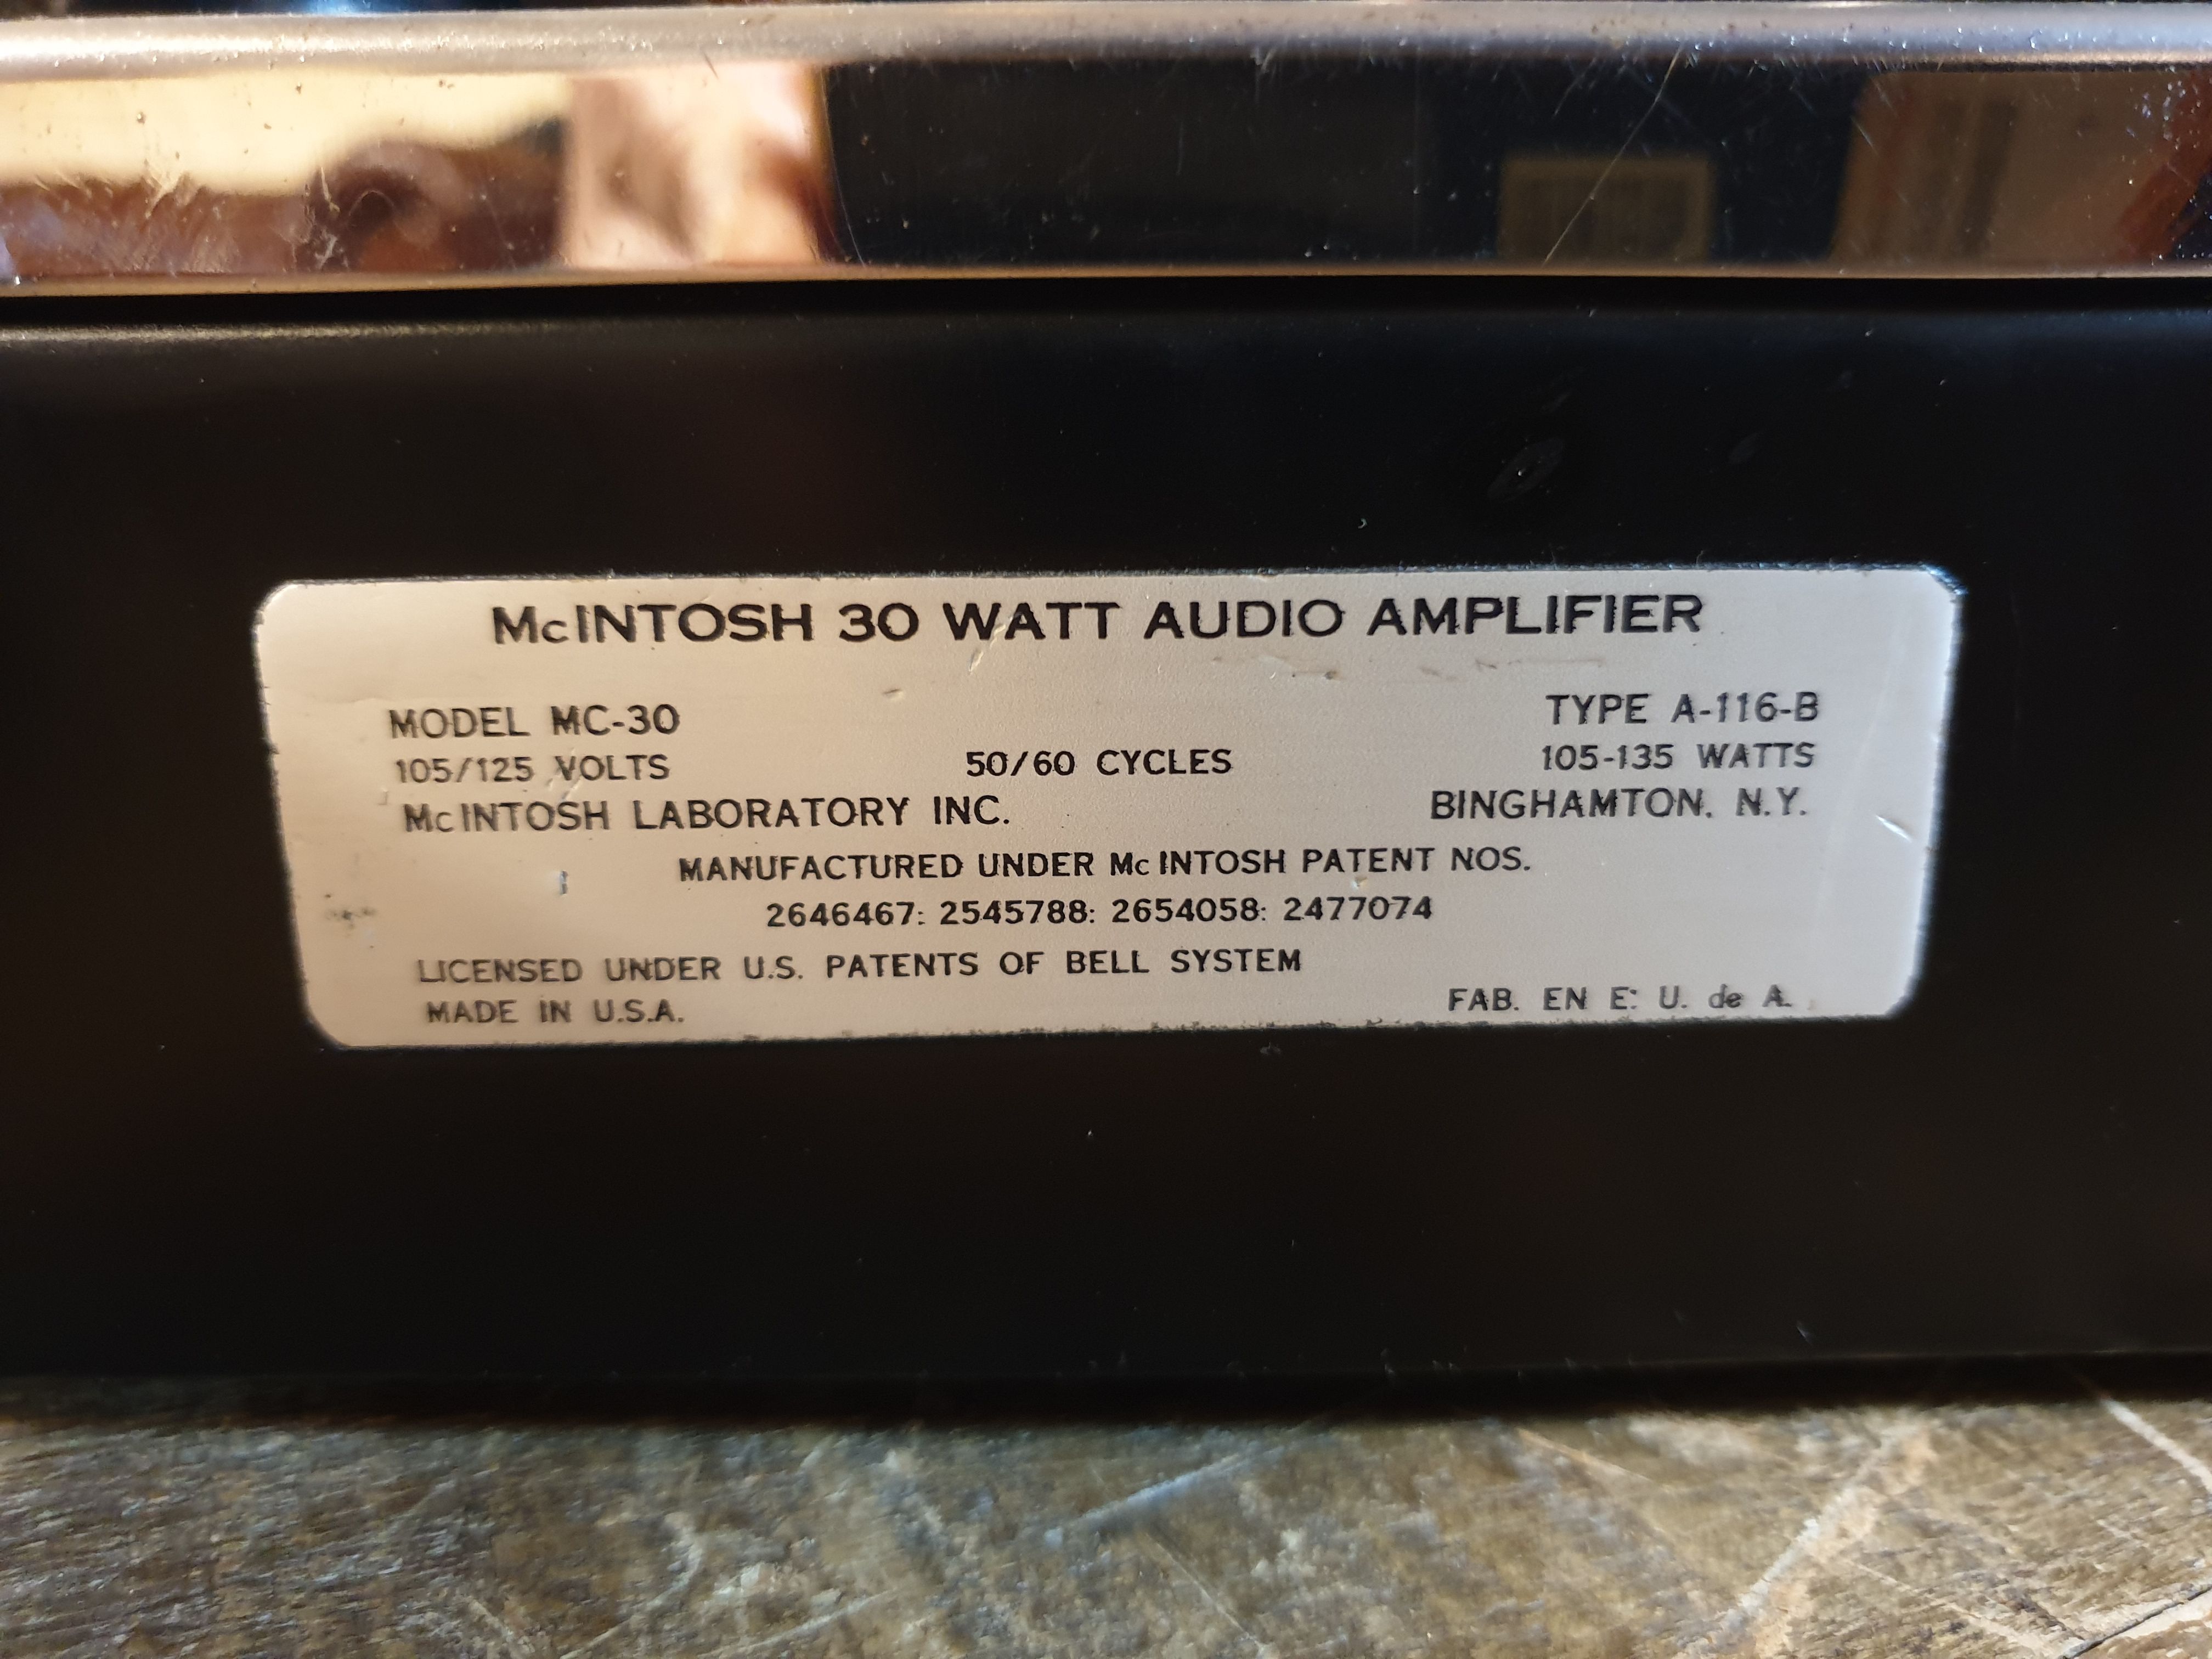 McINTOSH 30 WATT AUDIO AMPLIFIER
MODEL MC-30 TYPE A-116-B
105/125 VOLTS 50/60 CYCLES 105-135 WATTS
McINTOSH LABORATORY INC. BINGHAMTON, N.Y.
MANUFACTURED UNDER McINTOSH PATENT NOS.
2646467: 2545788: 2654058: 2477074
LICENSED UNDER U.S. PATENTS OF BELL SYSTEM
MADE IN U.S.A. FAB. EN E: U. de A.